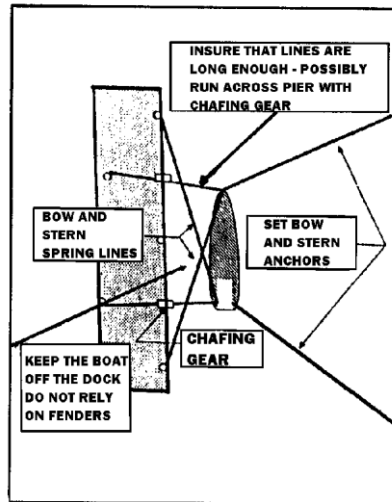 INSURE THAT LINES ARE
LONG ENOUGH - POSSIBLY
RUN ACROSS PIER WITH
CHAFING GEAR
BOW AND
STERN
SPRING LINES
SET BOW
AND STERN
ANCHORS
KEEP THE BOAT
OFF THE DOCK
DO NOT RELY
ON FENDERS
CHAFING
GEAR